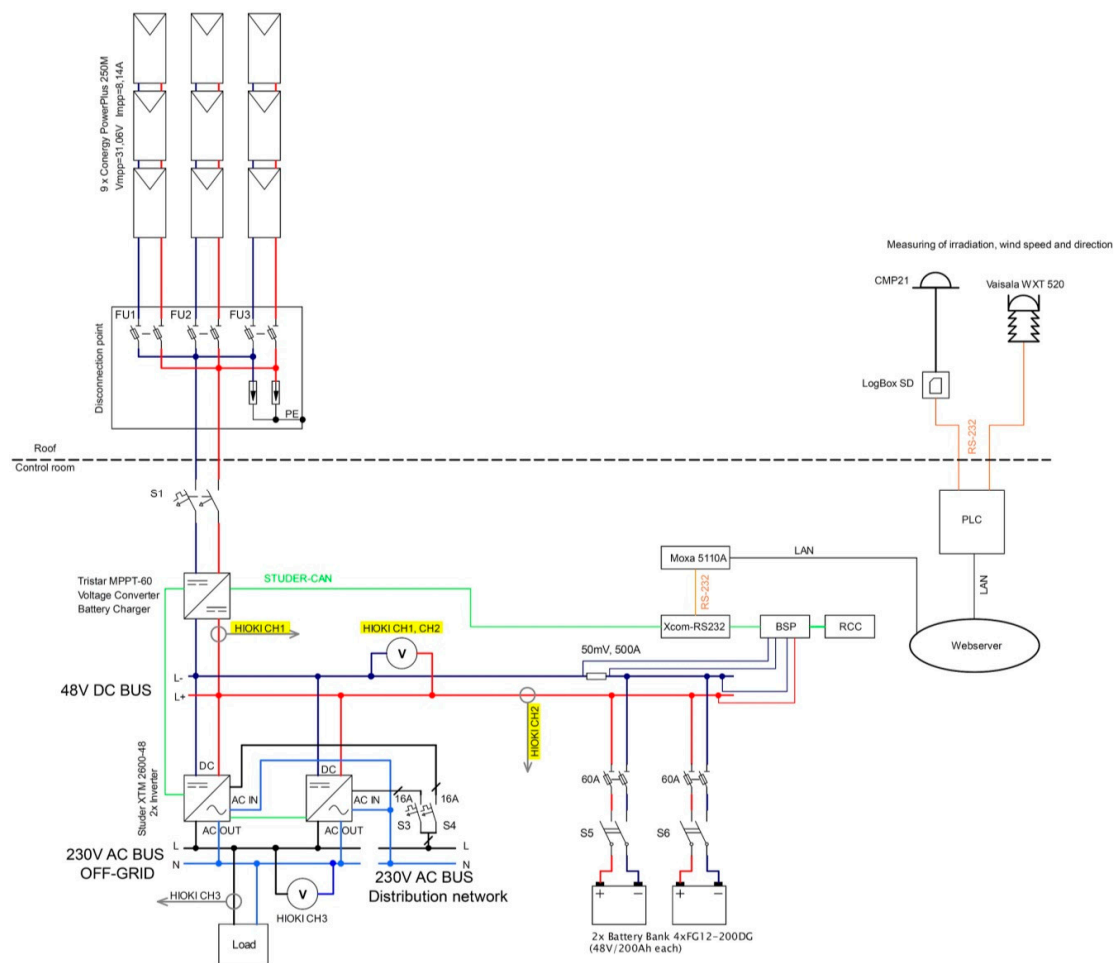 9 x Conergy PowerPlus 250M
Vmpp=31,06V Impp=8,14A
Measuring of irradiation, wind speed and direction
CMP21
Vaisala WXT 520
FU1
FU2
FU3
Disconnection point
PE
LogBox SD
RS-232
Roof
Control room
S1
PLC
Moxa 5110A
LAN
LAN
Tristar MPPT-60
Voltage Converter
Battery Charger
STUDER-CAN
RS-232
HIOKI CH1
HIOKI CH1, CH2
Xcom-RS232
BSP
RCC
Webserver
V
50mV, 500A
L-
48V DC BUS
L+
HIOKI CH2
Studer XTM 2600-48
2x Inverter
DC
DC
AC IN
AC IN
16A
16A
60A
60A
S3
S4
S5
S6
AC OUT
AC OUT
L
L
230V AC BUS
OFF-GRID
N
N
230V AC BUS
Distribution network
HIOKI CH3
V
HIOKI CH3
+
−
+
−
Load
2x Battery Bank 4xFG12-200DG
(48V/200Ah each)